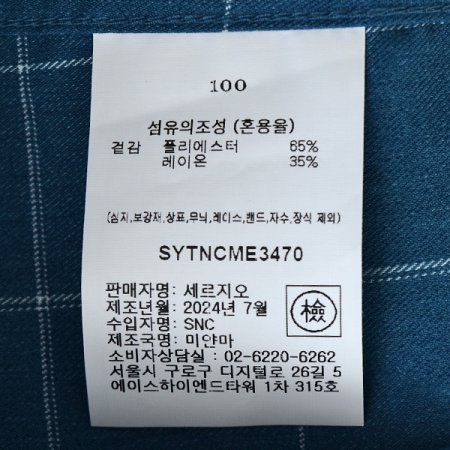 100
섬유의조성 (혼용율)
겉감 폴리에스터 65%
레이온 35%
(심지,보강재,상표,무늬,레이스,밴드,자수,장식 제외)
SYTNCME3470
판매자명: 세르지오
제조년월: 2024년 7월
수입자명: SNC
제조국명: 미얀마
檢
소비자상담실 : 02-6220-6262
서울시 구로구 디지털로 26길 5
에이스하이엔드타워 1차 315호